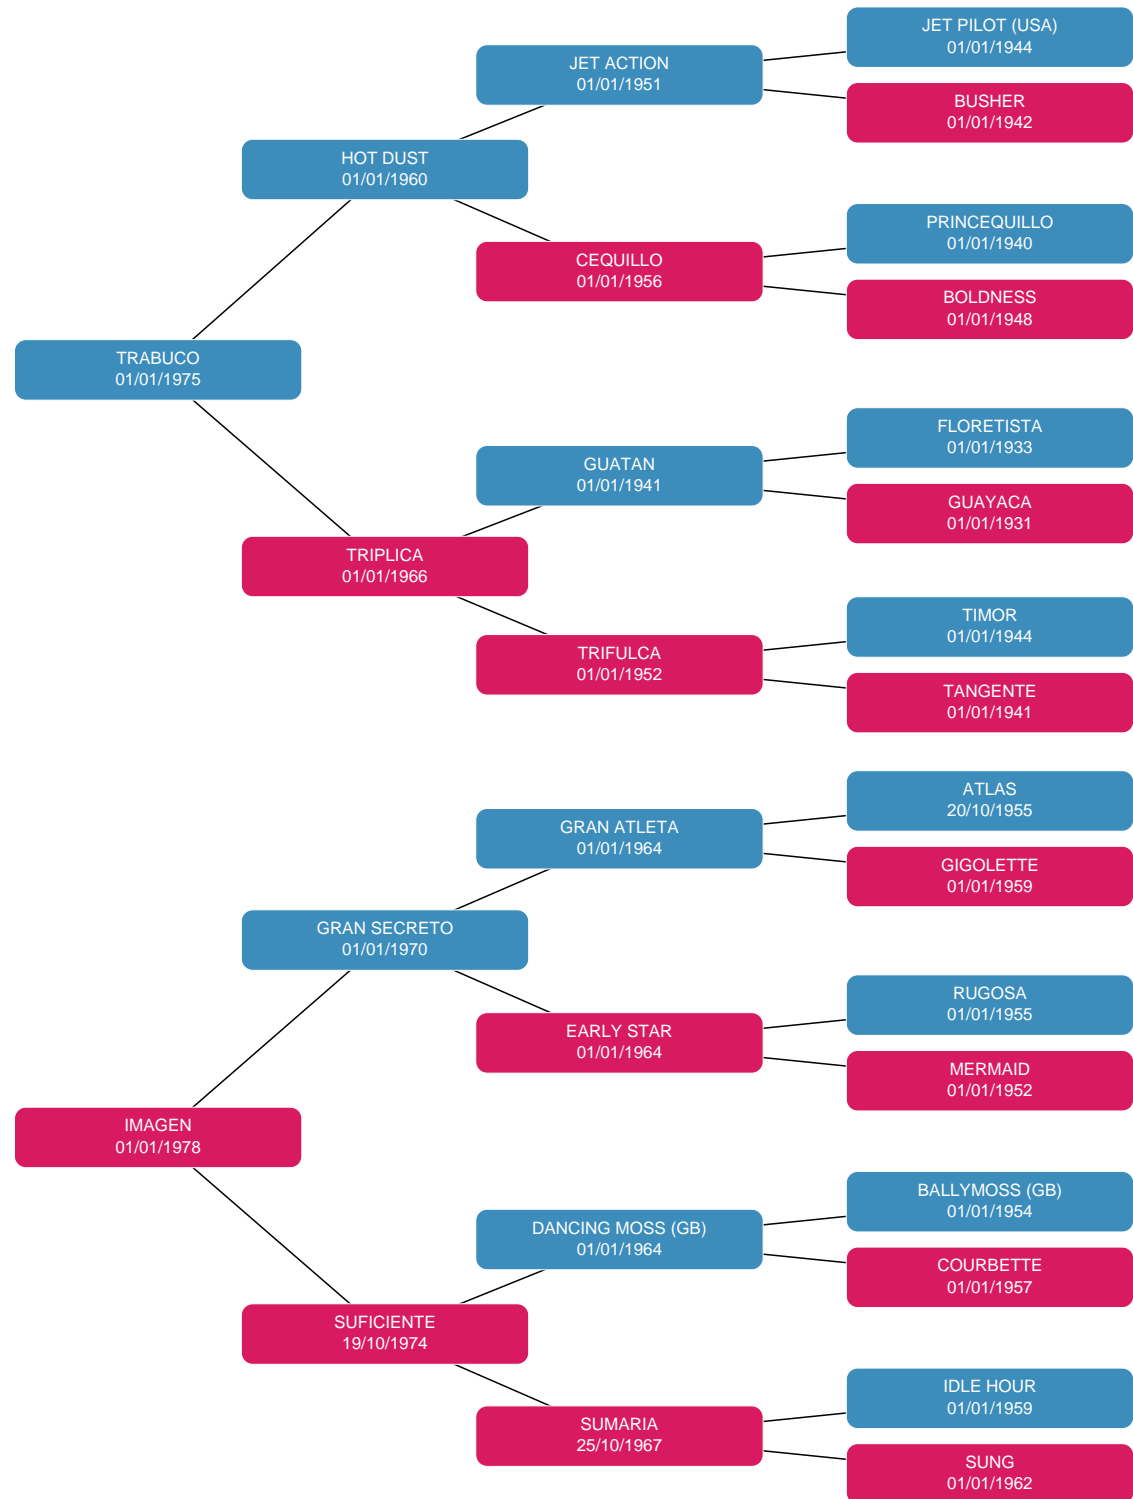 JET PILOT (USA)
01/01/1944
JET ACTION
01/01/1951
BUSHER
01/01/1942
HOT DUST
01/01/1960
PRINCEQUILLO
01/01/1940
CEQUILLO
01/01/1956
BOLDNESS
01/01/1948
TRABUCO
01/01/1975
FLORETISTA
01/01/1933
GUATAN
01/01/1941
GUAYACA
01/01/1931
TRIPLICA
01/01/1966
TIMOR
01/01/1944
TRIFULCA
01/01/1952
TANGENTE
01/01/1941
ATLAS
20/10/1955
GRAN ATLETA
01/01/1964
GIGOLETTE
01/01/1959
GRAN SECRETO
01/01/1970
RUGOSA
01/01/1955
EARLY STAR
01/01/1964
MERMAID
01/01/1952
IMAGEN
01/01/1978
BALLYMOSS (GB)
01/01/1954
DANCING MOSS (GB)
01/01/1964
COURBETTE
01/01/1957
SUFICIENTE
19/10/1974
IDLE HOUR
01/01/1959
SUMARIA
25/10/1967
SUNG
01/01/1962